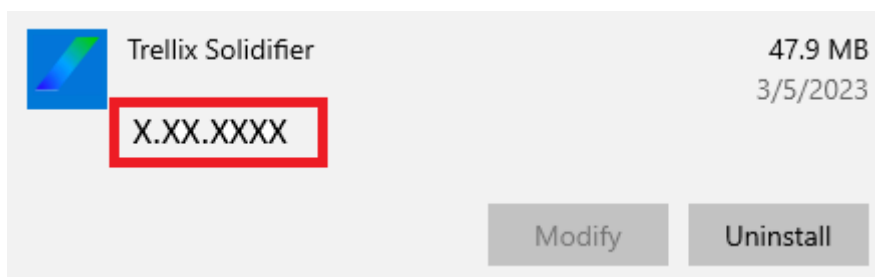 Trellix Solidifier
47.9 MB
3/5/2023
X.XX.XXXX
Modify
Uninstall